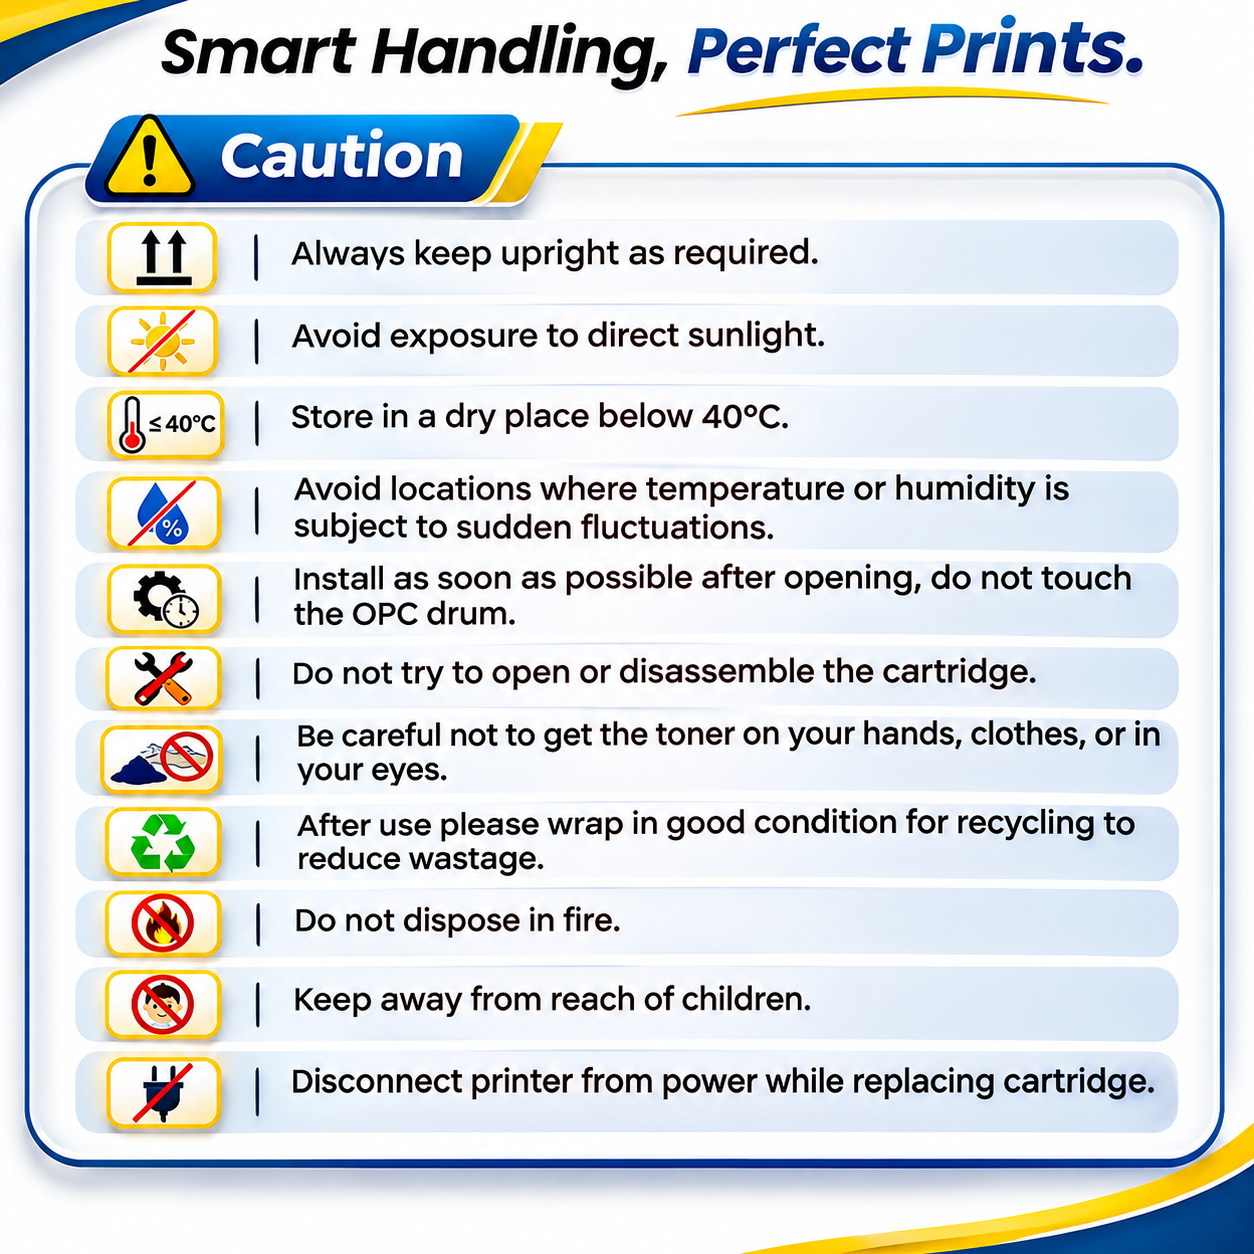 Smart Handling, Perfect Prints.
Caution
Always keep upright as required.
Avoid exposure to direct sunlight.
≤ 40°C
Store in a dry place below 40°C.
%
Avoid locations where temperature or humidity is
subject to sudden fluctuations.
Install as soon as possible after opening, do not touch
the OPC drum.
Do not try to open or disassemble the cartridge.
Be careful not to get the toner on your hands, clothes, or in
your eyes.
After use please wrap in good condition for recycling to
reduce wastage.
Do not dispose in fire.
Keep away from reach of children.
Disconnect printer from power while replacing cartridge.